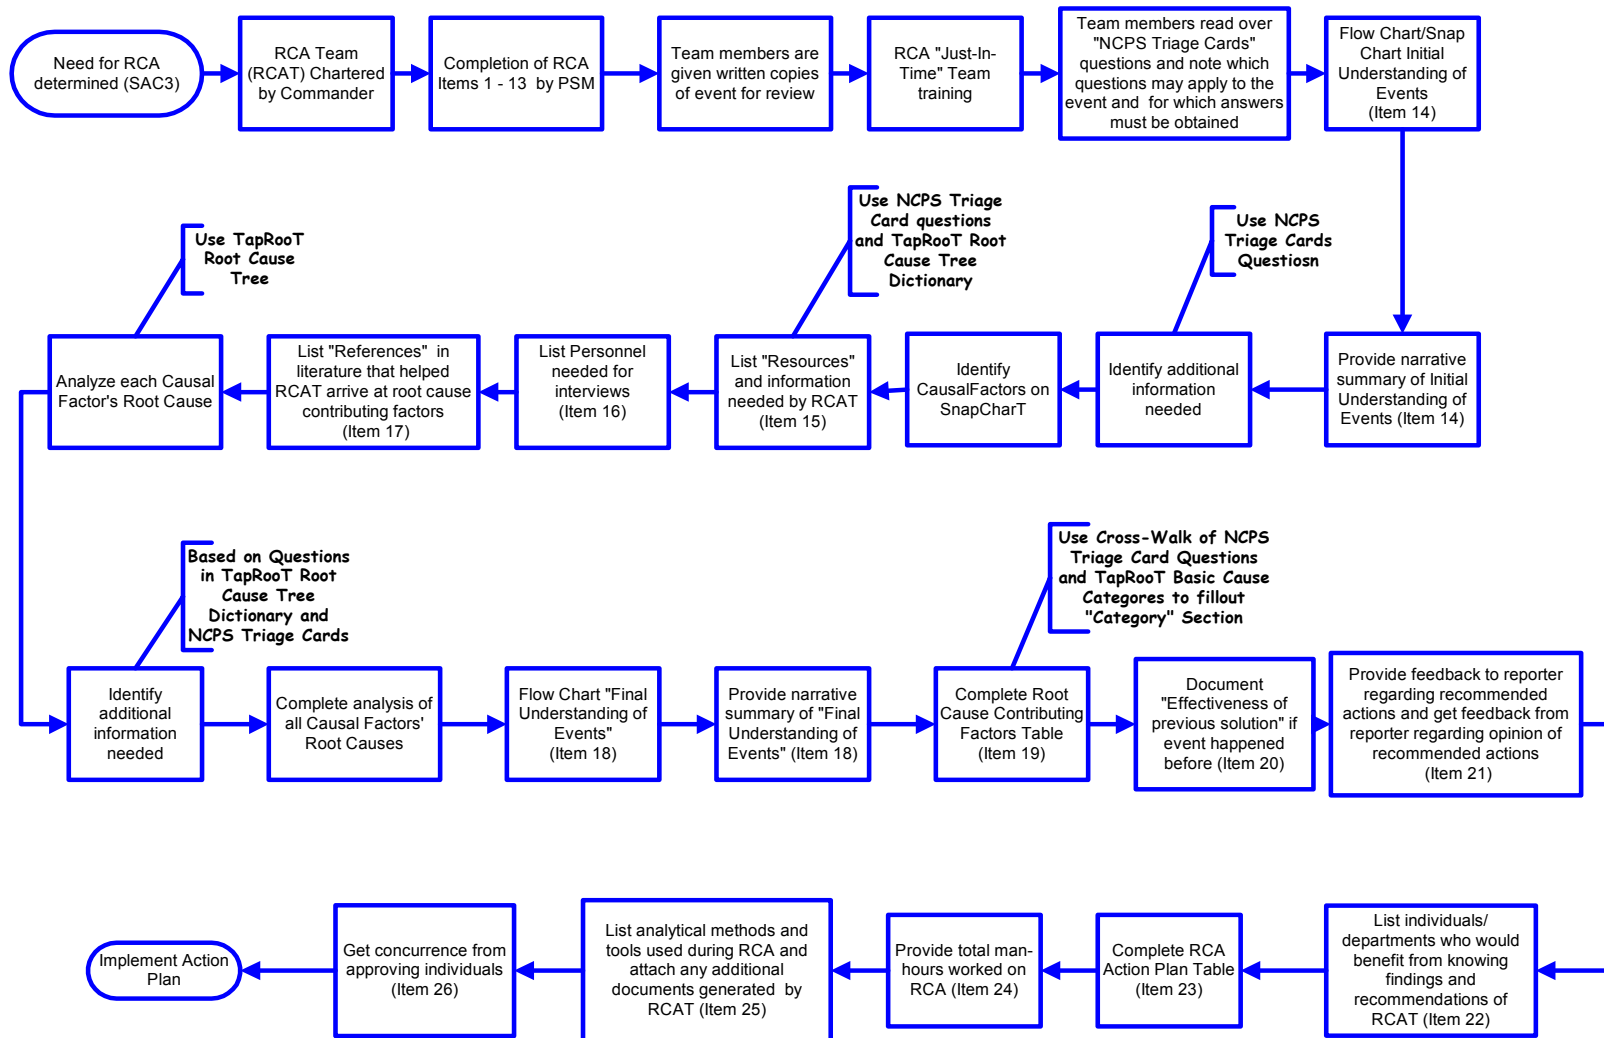 Need for RCA
determined (SAC3)
RCA Team
(RCAT) Chartered
by Commander
Completion of RCA
Items 1 - 13 by PSM
Team members are
given written copies
of event for review
RCA "Just-In-
Time" Team
training
Team members read over
"NCPS Triage Cards"
questions and note which
questions may apply to the
event and for which answers
must be obtained
Flow Chart/Snap
Chart Initial
Understanding of
Events
(Item 14)
Use NCPS
Triage Cards
Questiosn
Provide narrative
summary of Initial
Understanding of
Events (Item 14)
Identify additional
information
needed
Identify
CausalFactors on
SnapCharT
Use NCPS Triage
Card questions
and TapRooT Root
Cause Tree
Dictionary
List "Resources"
and information
needed by RCAT
(Item 15)
List Personnel
needed for
interviews
(Item 16)
List "References" in
literature that helped
RCAT arrive at root cause
contributing factors
(Item 17)
Use TapRooT
Root Cause
Tree
Analyze each Causal
Factor's Root Cause
Based on Questions
in TapRooT Root
Cause Tree
Dictionary and
NCPS Triage Cards
Identify
additional
information
needed
Complete analysis of
all Causal Factors'
Root Causes
Flow Chart "Final
Understanding of
Events"
(Item 18)
Provide narrative
summary of "Final
Understanding of
Events" (Item 18)
Use Cross-Walk of NCPS
Triage Card Questions
and TapRooT Basic Cause
Categores to fillout
"Category" Section
Complete Root
Cause Contributing
Factors Table
(Item 19)
Document
"Effectiveness of
previous solution" if
event happened
before (Item 20)
Provide feedback to reporter
regarding recommended
actions and get feedback from
reporter regarding opinion of
recommended actions
(Item 21)
List individuals/
departments who would
benefit from knowing
findings and
recommendations of
RCAT (Item 22)
Complete RCA
Action Plan Table
(Item 23)
Provide total man-
hours worked on
RCA (Item 24)
List analytical methods and
tools used during RCA and
attach any additional
documents generated by
RCAT (Item 25)
Get concurrence from
approving individuals
(Item 26)
Implement Action
Plan